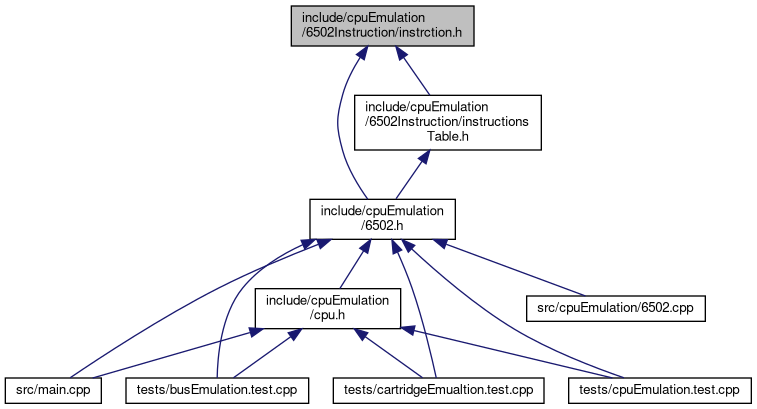 include/cpuEmulation
/6502Instruction/instrction.h
include/cpuEmulation
/6502Instruction/instructions
Table.h
include/cpuEmulation
/6502.h
include/cpuEmulation
/cpu.h
src/cpuEmulation/6502.cpp
src/main.cpp
tests/busEmulation.test.cpp
tests/cartridgeEmualtion.test.cpp
tests/cpuEmulation.test.cpp